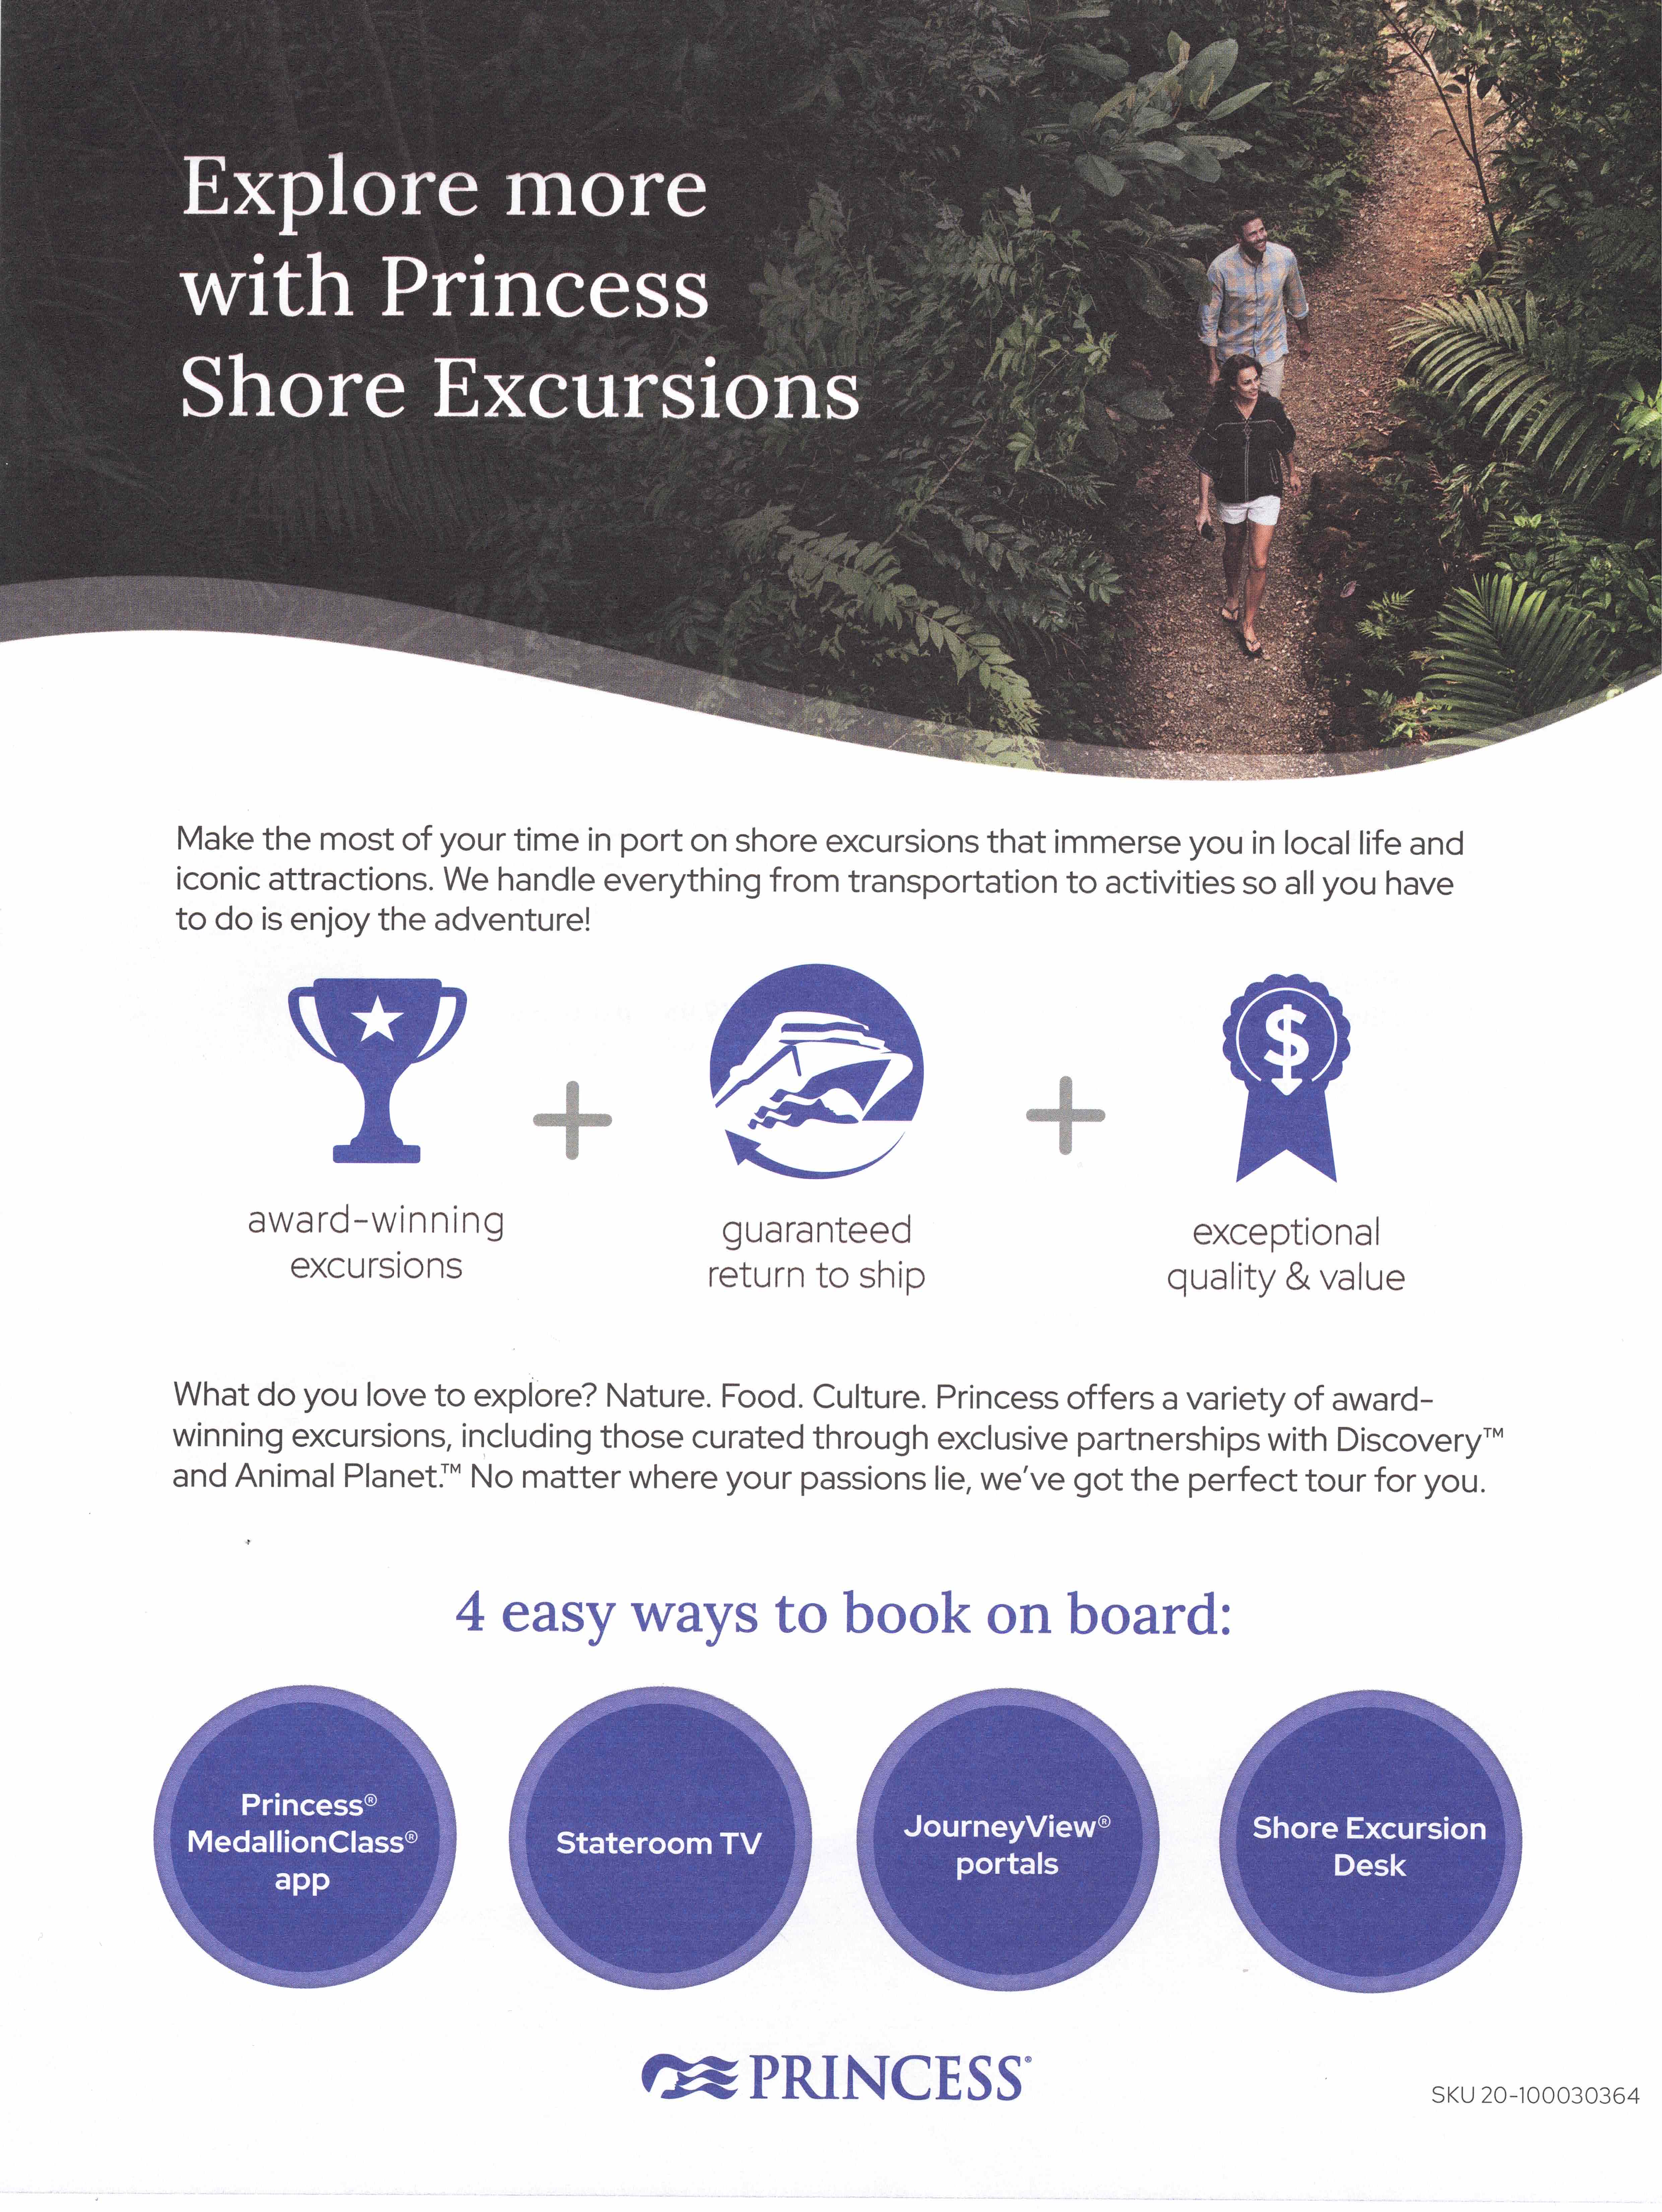 Explore more
with Princess
Shore Excursions
Make the most of your time in port on shore excursions that immerse you in local life and
iconic attractions. We handle everything from transportation to activities so all you have
to do is enjoy the adventure!
award-winning
excursions
guaranteed
return to ship
exceptional
quality & value
What do you love to explore? Nature. Food. Culture. Princess offers a variety of award-
winning excursions, including those curated through exclusive partnerships with Discovery™
and Animal Planet.™ No matter where your passions lie, we've got the perfect tour for you.
4 easy ways to book on board:
Princess®
MedallionClass®
app
Stateroom TV
JourneyView®
portals
Shore Excursion
Desk
PRINCESS®
SKU 20-100030364